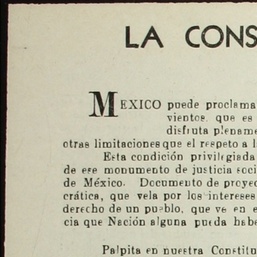 LA CONS
MEXICO puede proclama
vientos. que es
disfruta plename
otras limitaciones que el respeto a l
Esta condición privilegiada
de ese monumento de justicia soci
de México. Documento de proyec
crática, que vela por los intereses
derecho de un pueblo, que ve en e
cia que Nación alguna pueda habe
Palpita en nuestra Constitu